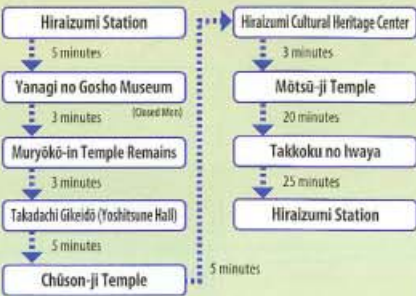 Hiraizumi Station
5 minutes
Yanagi no Gosho Museum
(Closed Mon)
3 minutes
Muryōkō-in Temple Remains
3 minutes
Takadachi Gikeidō (Yoshitsune Hall)
5 minutes
Chūson-ji Temple
5 minutes
Hiraizumi Cultural Heritage Center
3 minutes
Mōtsū-ji Temple
20 minutes
Takkoku no Iwaya
25 minutes
Hiraizumi Station